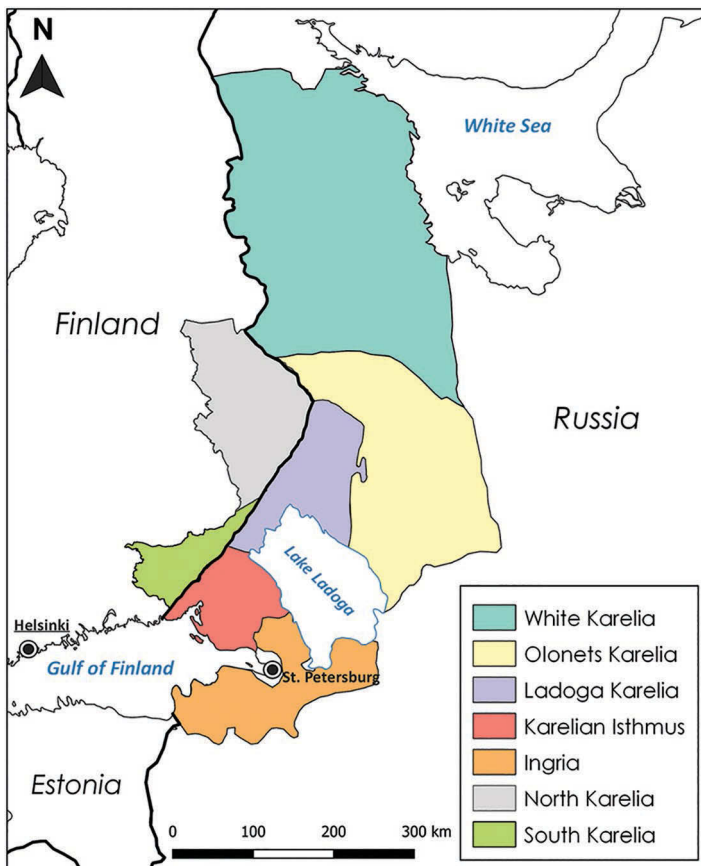 N
White Sea
Finland
Russia
Lake Ladoga
Helsinki
Gulf of Finland
St. Petersburg
Estonia
White Karelia
Olonets Karelia
Ladoga Karelia
Karelian Isthmus
Ingria
North Karelia
South Karelia
0 100 200 300 km